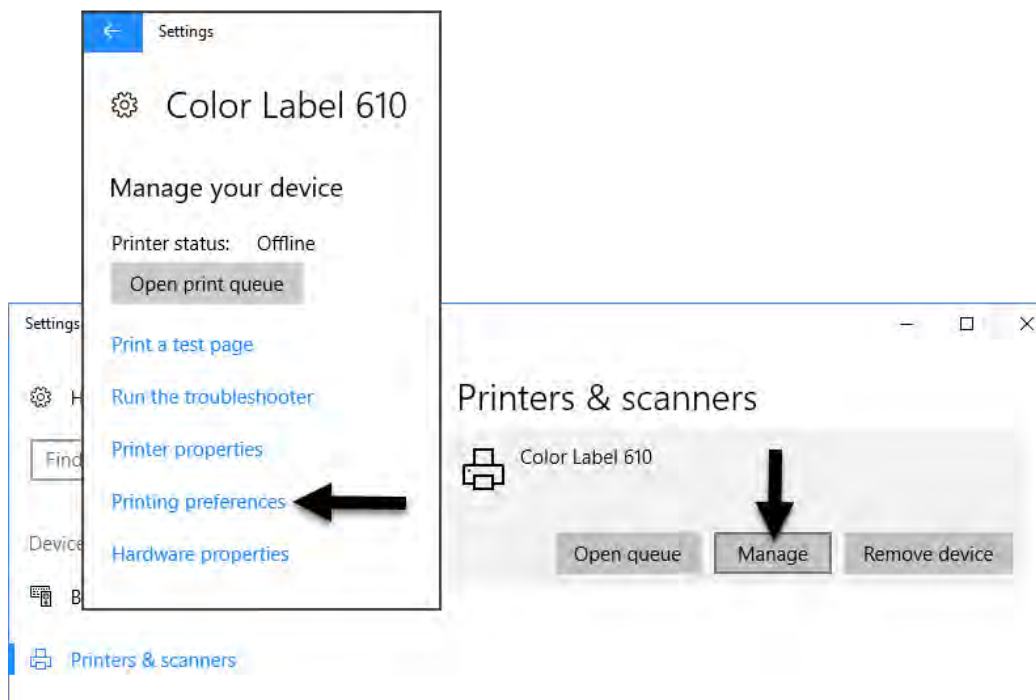 Settings
Color Label 610
Manage your device
Printer status: Offline
Open print queue
Print a test page
Run the troubleshooter
Printer properties
Printing preferences
Hardware properties
Settings
H
Find
Device
B
Printers & scanners
Printers & scanners
Color Label 610
Open queue Manage Remove device